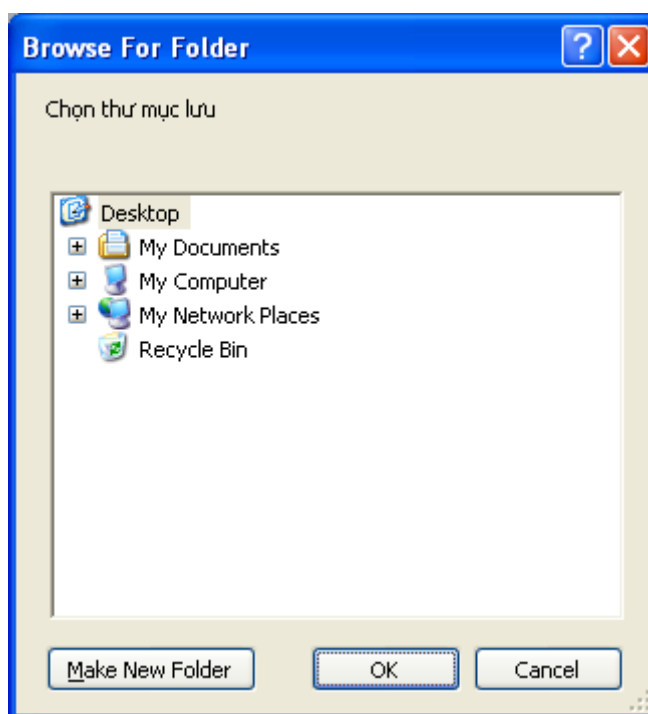 Browse For Folder
Chọn thư mục lưu
Desktop
My Documents
My Computer
My Network Places
Recycle Bin
Make New Folder
OK
Cancel